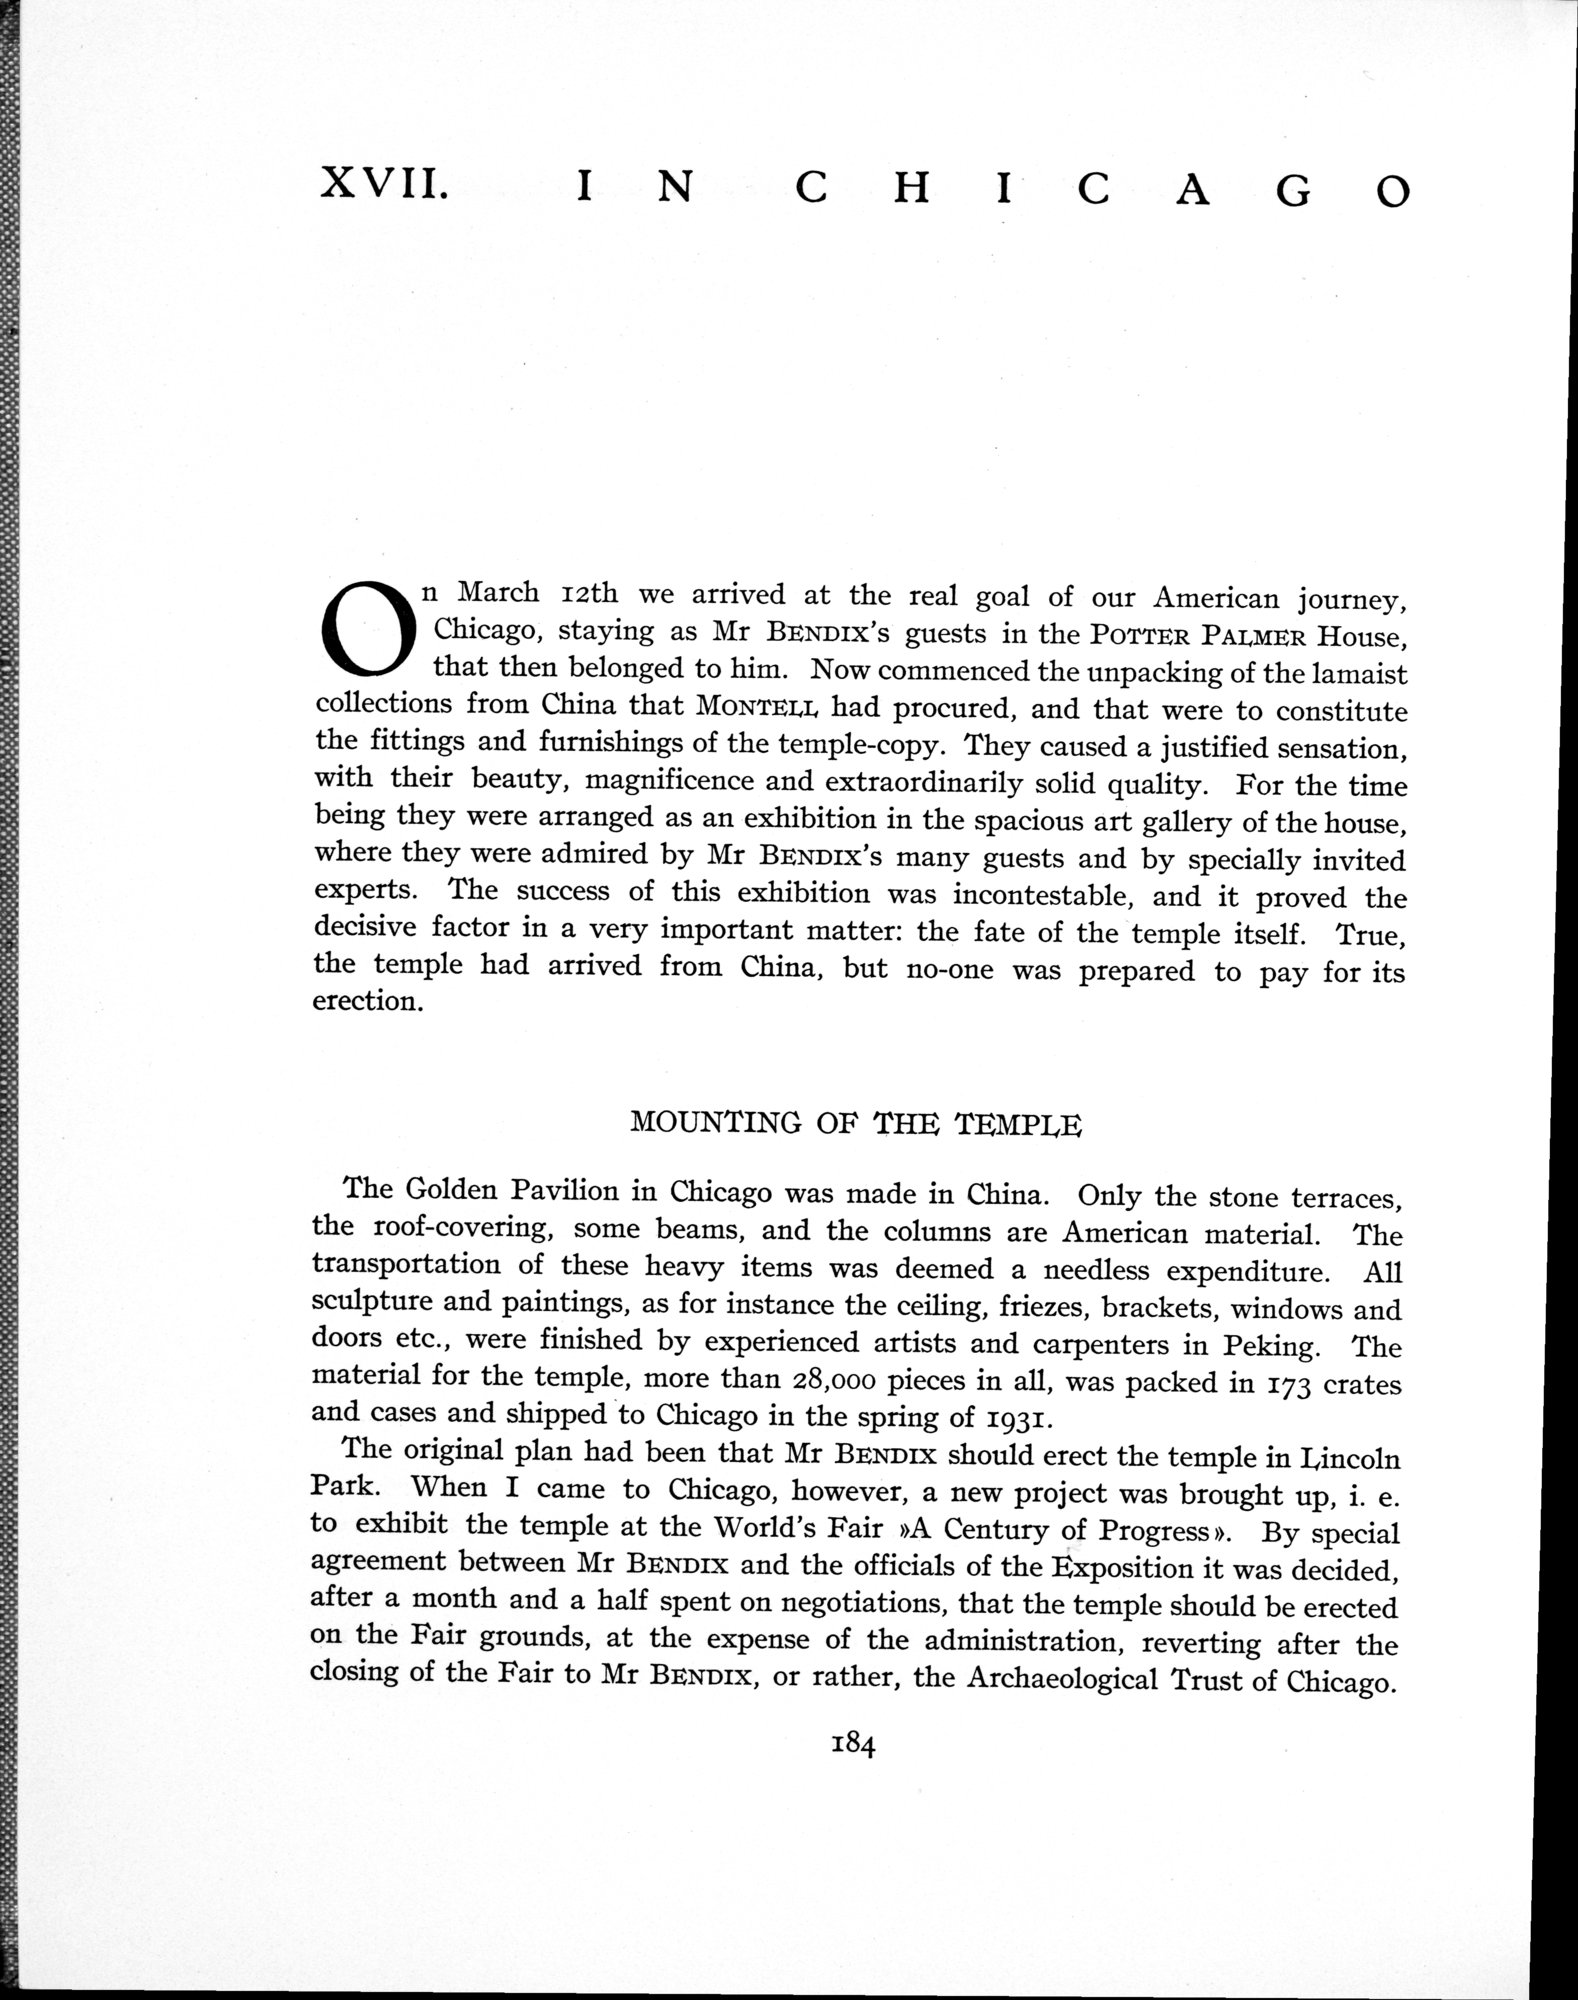 XVII. IN CHICAGO
On March 12th we arrived at the real goal of our American journey,
Chicago, staying as Mr BENDIX's guests in the POTTER PALMER House,
that then belonged to him. Now commenced the unpacking of the lamaist
collections from China that MONTELL had procured, and that were to constitute
the fittings and furnishings of the temple-copy. They caused a justified sensation,
with their beauty, magnificence and extraordinarily solid quality. For the time
being they were arranged as an exhibition in the spacious art gallery of the house,
where they were admired by Mr BENDIX's many guests and by specially invited
experts. The success of this exhibition was incontestable, and it proved the
decisive factor in a very important matter: the fate of the temple itself. True,
the temple had arrived from China, but no-one was prepared to pay for its
erection.
MOUNTING OF THE TEMPLE
The Golden Pavilion in Chicago was made in China. Only the stone terraces,
the roof-covering, some beams, and the columns are American material. The
transportation of these heavy items was deemed a needless expenditure. All
sculpture and paintings, as for instance the ceiling, friezes, brackets, windows and
doors etc., were finished by experienced artists and carpenters in Peking. The
material for the temple, more than 28,000 pieces in all, was packed in 173 crates
and cases and shipped to Chicago in the spring of 1931.
The original plan had been that Mr BENDIX should erect the temple in Lincoln
Park. When I came to Chicago, however, a new project was brought up, i. e.
to exhibit the temple at the World's Fair »A Century of Progress». By special
agreement between Mr BENDIX and the officials of the Exposition it was decided,
after a month and a half spent on negotiations, that the temple should be erected
on the Fair grounds, at the expense of the administration, reverting after the
closing of the Fair to Mr BENDIX, or rather, the Archaeological Trust of Chicago.
184